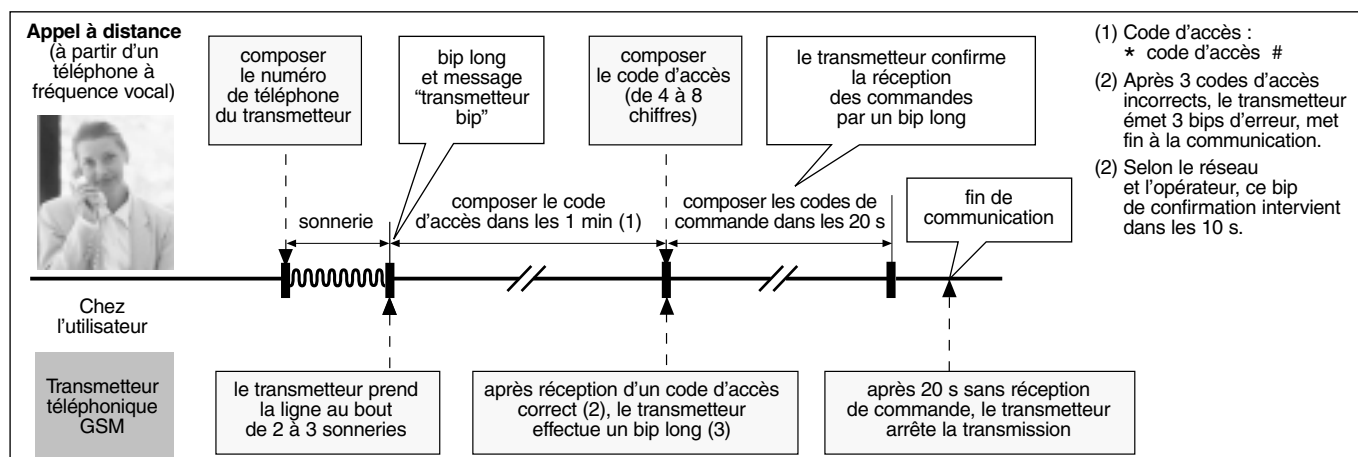 Appel à distance
(à partir d’un
téléphone à
fréquence vocal)
composer
le numéro
de téléphone
du transmetteur
bip long
et message
“transmetteur
bip”
composer
le code d’accès
(de 4 à 8
chiffres)
le transmetteur confirme
la réception
des commandes
par un bip long
(1) Code d’accès :
* code d’accès #
(2) Après 3 codes d’accès
incorrects, le transmetteur
émet 3 bips d’erreur, met
fin à la communication.
(2) Selon le réseau
et l’opérateur, ce bip
de confirmation intervient
dans les 10 s.
sonnerie
composer le code
d’accès dans les 1 min (1)
composer les codes de
commande dans les 20 s
fin de
communication
Chez
l’utilisateur
Transmetteur
téléphonique
GSM
le transmetteur prend
la ligne au bout
de 2 à 3 sonneries
après réception d’un code d’accès
correct (2), le transmetteur
effectue un bip long (3)
après 20 s sans réception
de commande, le transmetteur
arrête la transmission